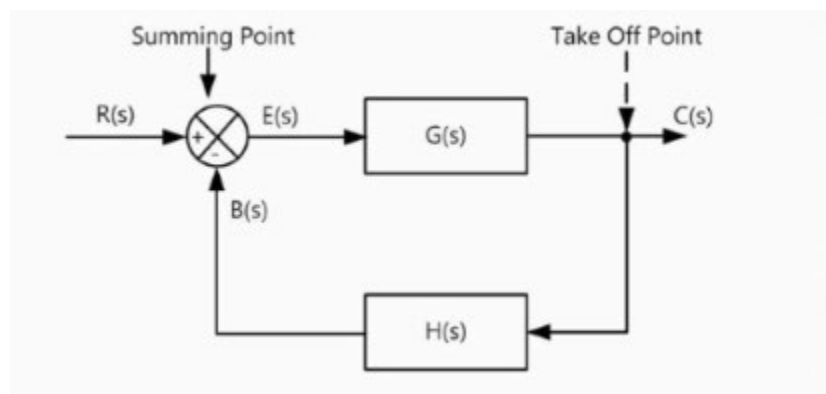 Summing Point
Take Off Point
R(s)
E(s)
C(s)
+
G(s)
-
B(s)
H(s)